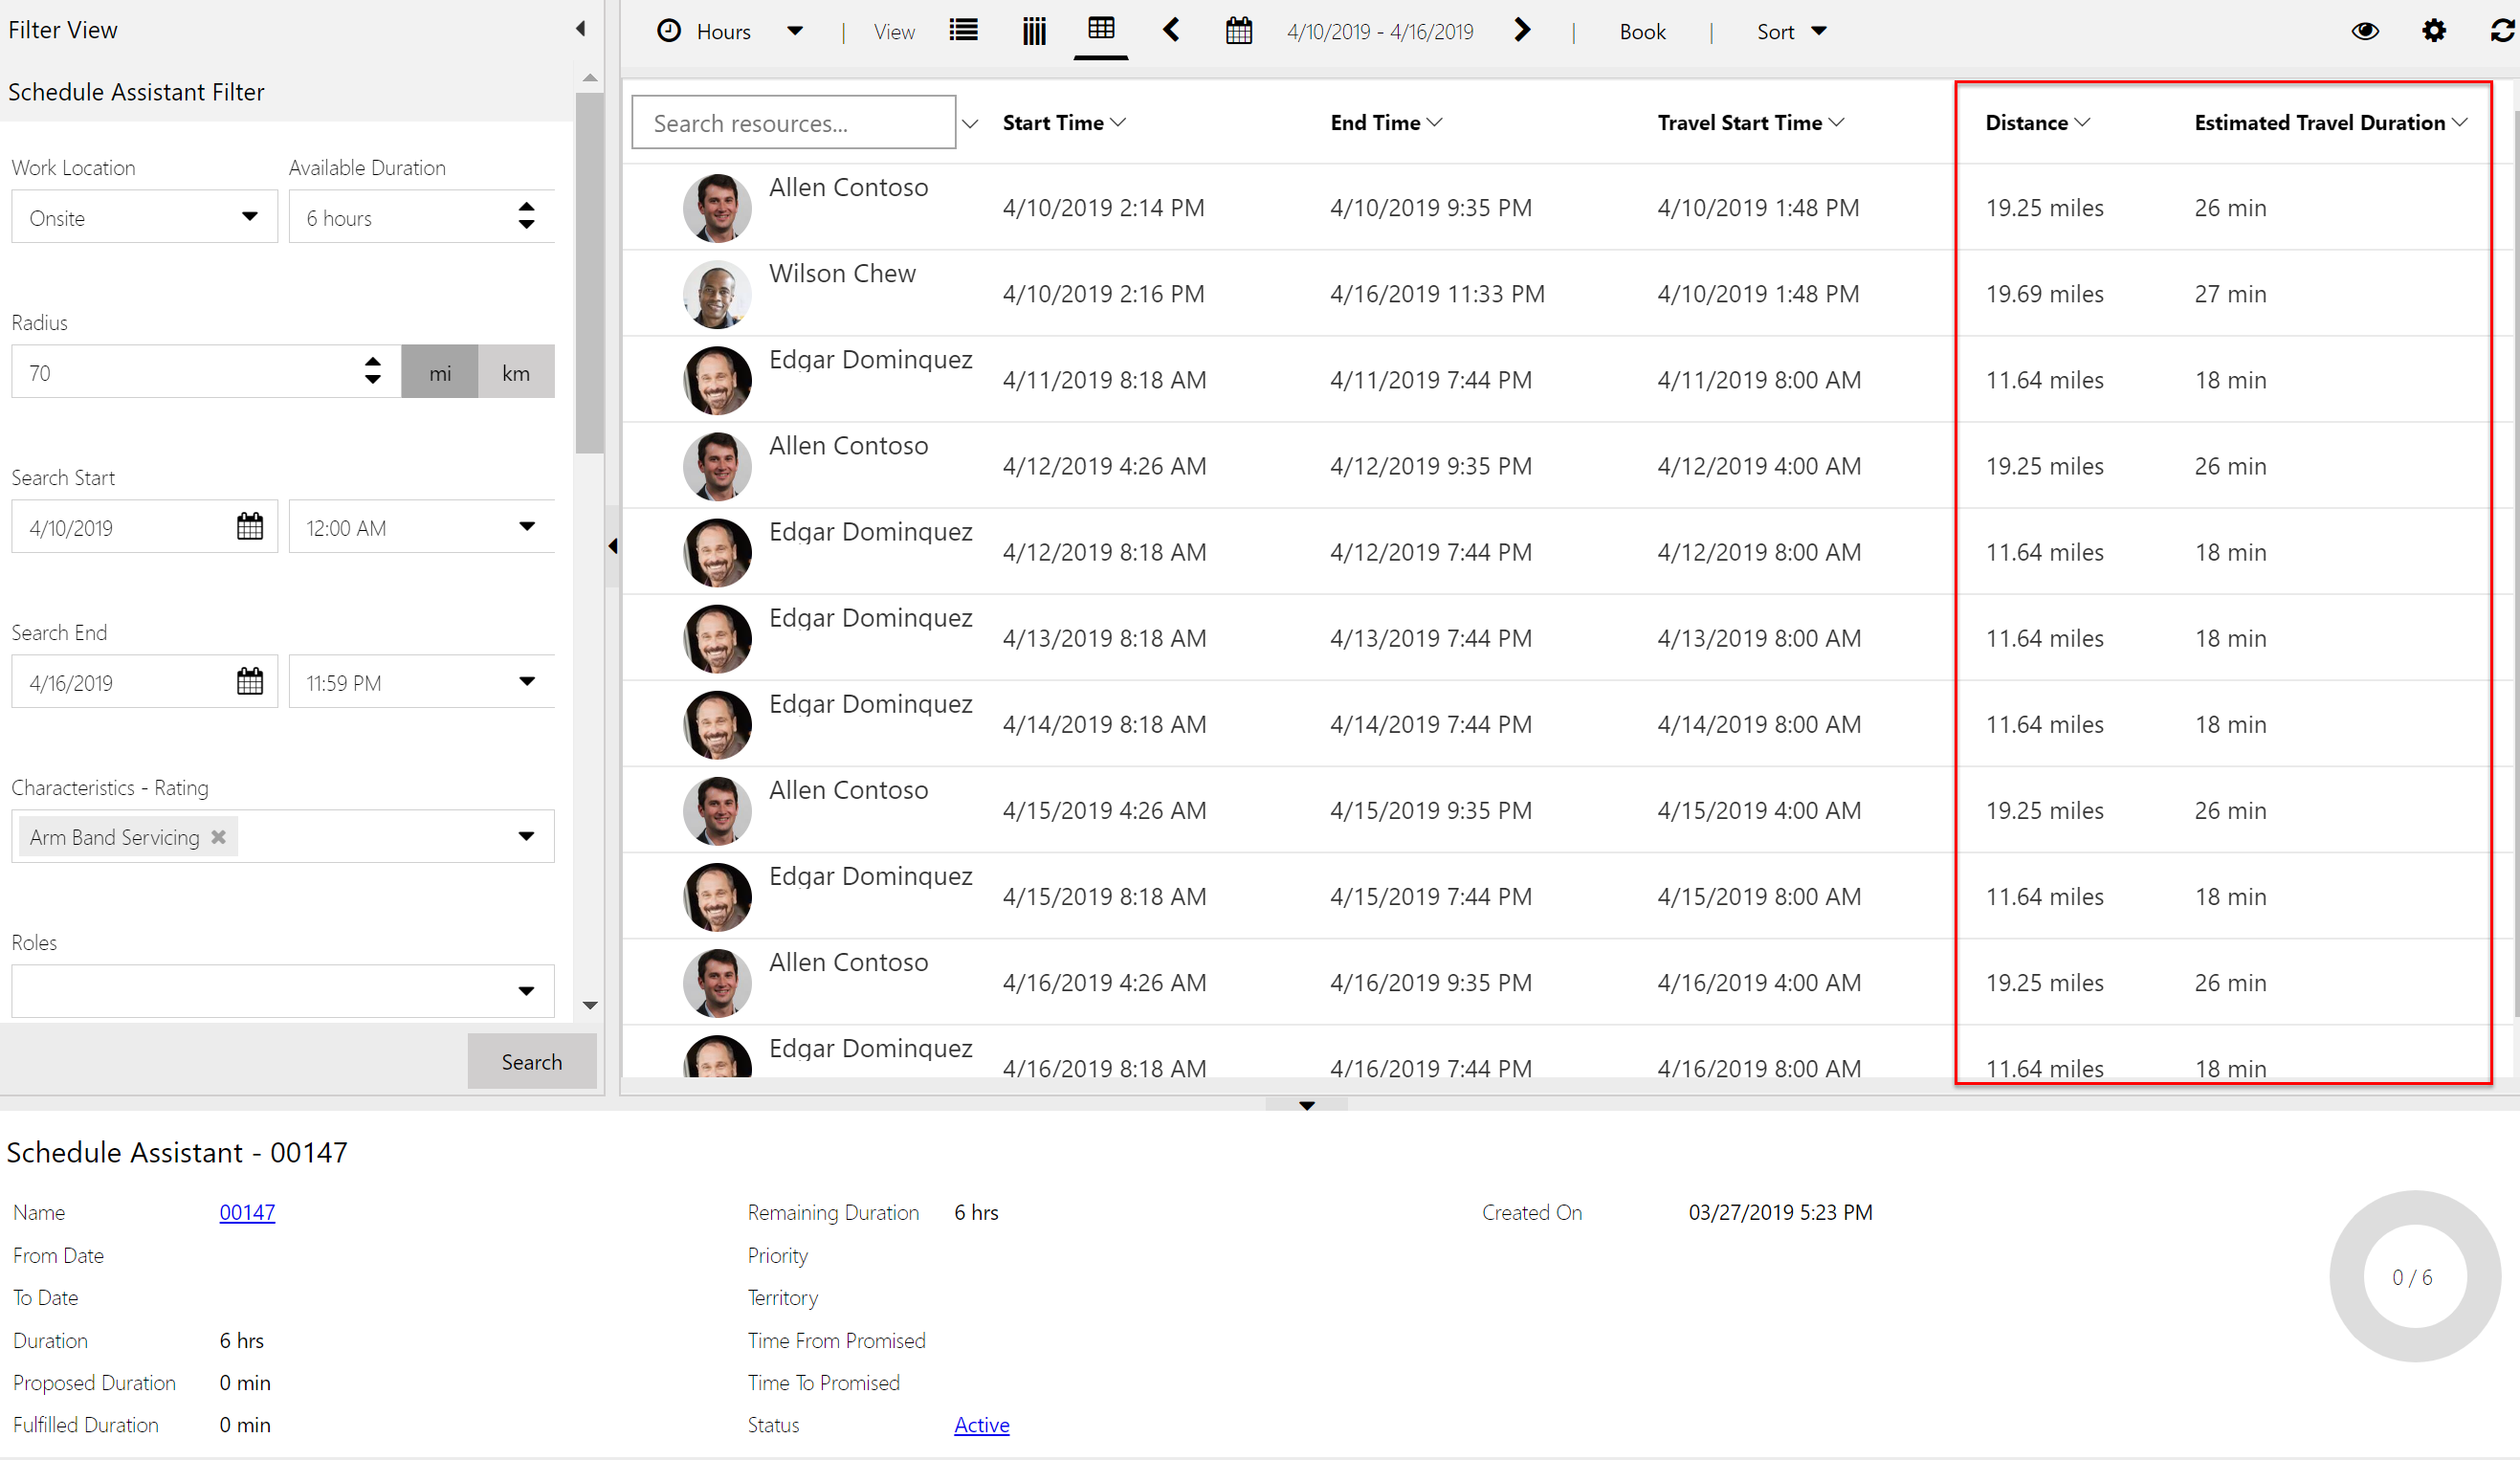 Filter View
Hours | View 4/10/2019 - 4/16/2019 | Book | Sort
Schedule Assistant Filter
Work Location Available Duration
Onsite 6 hours
Radius
70 mi km
Search Start
4/10/2019 12:00 AM
Search End
4/16/2019 11:59 PM
Characteristics - Rating
Arm Band Servicing
Roles
Search
Search resources... Start Time End Time Travel Start Time Distance Estimated Travel Duration
Allen Contoso 4/10/2019 2:14 PM 4/10/2019 9:35 PM 4/10/2019 1:48 PM 19.25 miles 26 min
Wilson Chew 4/10/2019 2:16 PM 4/16/2019 11:33 PM 4/10/2019 1:48 PM 19.69 miles 27 min
Edgar Dominquez 4/11/2019 8:18 AM 4/11/2019 7:44 PM 4/11/2019 8:00 AM 11.64 miles 18 min
Allen Contoso 4/12/2019 4:26 AM 4/12/2019 9:35 PM 4/12/2019 4:00 AM 19.25 miles 26 min
Edgar Dominquez 4/12/2019 8:18 AM 4/12/2019 7:44 PM 4/12/2019 8:00 AM 11.64 miles 18 min
Edgar Dominquez 4/13/2019 8:18 AM 4/13/2019 7:44 PM 4/13/2019 8:00 AM 11.64 miles 18 min
Edgar Dominquez 4/14/2019 8:18 AM 4/14/2019 7:44 PM 4/14/2019 8:00 AM 11.64 miles 18 min
Allen Contoso 4/15/2019 4:26 AM 4/15/2019 9:35 PM 4/15/2019 4:00 AM 19.25 miles 26 min
Edgar Dominquez 4/15/2019 8:18 AM 4/15/2019 7:44 PM 4/15/2019 8:00 AM 11.64 miles 18 min
Allen Contoso 4/16/2019 4:26 AM 4/16/2019 9:35 PM 4/16/2019 4:00 AM 19.25 miles 26 min
Edgar Dominquez 4/16/2019 8:18 AM 4/16/2019 7:44 PM 4/16/2019 8:00 AM 11.64 miles 18 min
Schedule Assistant - 00147
Name 00147
From Date
To Date
Duration 6 hrs
Proposed Duration 0 min
Fulfilled Duration 0 min
Remaining Duration 6 hrs
Priority
Territory
Time From Promised
Time To Promised
Status Active
Created On 03/27/2019 5:23 PM
0 / 6